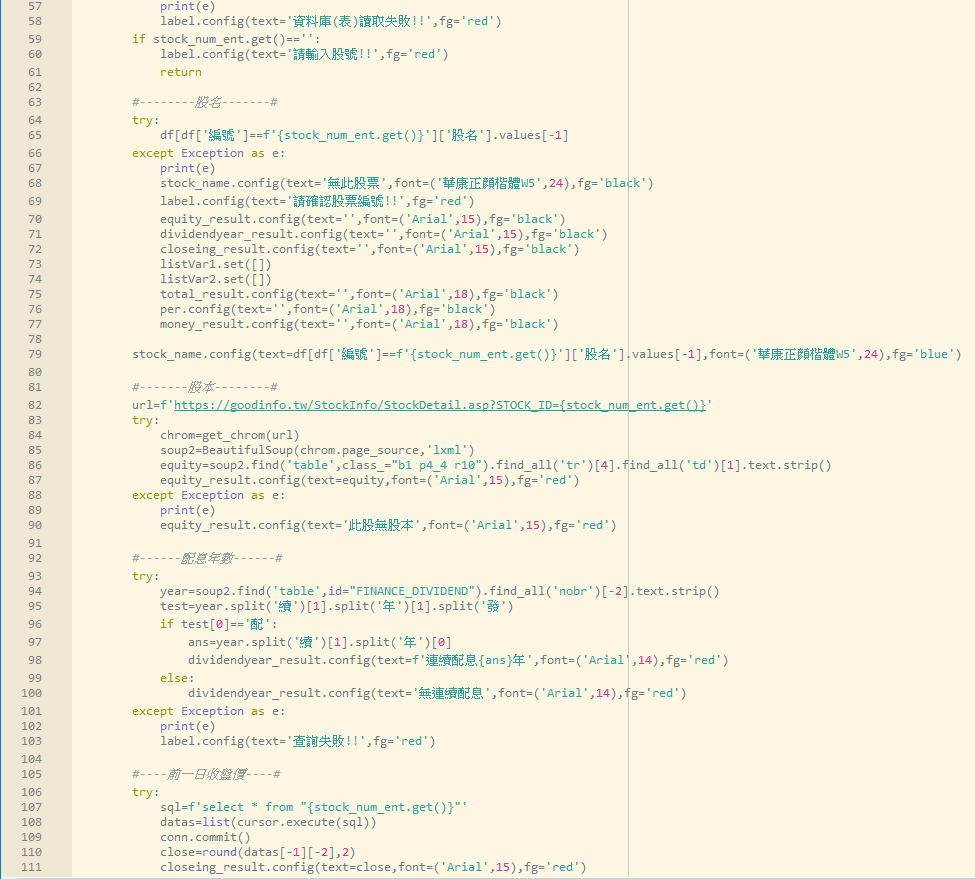 57 print(e)
58 label.config(text='資料庫(表)讀取失敗!!',fg='red')
59 if stock_num_ent.get()=='':
60 label.config(text='請輸入股號!!',fg='red')
61 return
62
63 #--------股名-------#
64 try:
65 df[df['編號']==f'{stock_num_ent.get()}']['股名'].values[-1]
66 except Exception as e:
67 print(e)
68 stock_name.config(text='無此股票',font=('華康正顏楷體W5',24),fg='black')
69 label.config(text='請確認股票編號!!',fg='red')
70 equity_result.config(text='',font=('Arial',15),fg='black')
71 dividendyear_result.config(text='',font=('Arial',15),fg='black')
72 closeing_result.config(text='',font=('Arial',15),fg='black')
73 listVar1.set([])
74 listVar2.set([])
75 total_result.config(text='',font=('Arial',18),fg='black')
76 per.config(text='',font=('Arial',18),fg='black')
77 money_result.config(text='',font=('Arial',18),fg='black')
78
79 stock_name.config(text=df[df['編號']==f'{stock_num_ent.get()}']['股名'].values[-1],font=('華康正顏楷體W5',24),fg='blue')
80
81 #-------股本--------#
82 url=f'https://goodinfo.tw/StockInfo/StockDetail.asp?STOCK_ID={stock_num_ent.get()}'
83 try:
84 chrom=get_chrom(url)
85 soup2=BeautifulSoup(chrom.page_source,'lxml')
86 equity=soup2.find('table',class_="b1 p4_4 r10").find_all('tr')[4].find_all('td')[1].text.strip()
87 equity_result.config(text=equity,font=('Arial',15),fg='red')
88 except Exception as e:
89 print(e)
90 equity_result.config(text='此股無股本',font=('Arial',15),fg='red')
91
92 #------配息年數------#
93 try:
94 year=soup2.find('table',id="FINANCE_DIVIDEND").find_all('nobr')[-2].text.strip()
95 test=year.split('續')[1].split('年')[1].split('發')
96 if test[0]=='配':
97 ans=year.split('續')[1].split('年')[0]
98 dividendyear_result.config(text=f'連續配息{ans}年',font=('Arial',14),fg='red')
99 else:
100 dividendyear_result.config(text='無連續配息',font=('Arial',14),fg='red')
101 except Exception as e:
102 print(e)
103 label.config(text='查詢失敗!!',fg='red')
104
105 #----前一日收盤價----#
106 try:
107 sql=f'select * from "{stock_num_ent.get()}"'
108 datas=list(cursor.execute(sql))
109 conn.commit()
110 close=round(datas[-1][-2],2)
111 closeing_result.config(text=close,font=('Arial',15),fg='red')